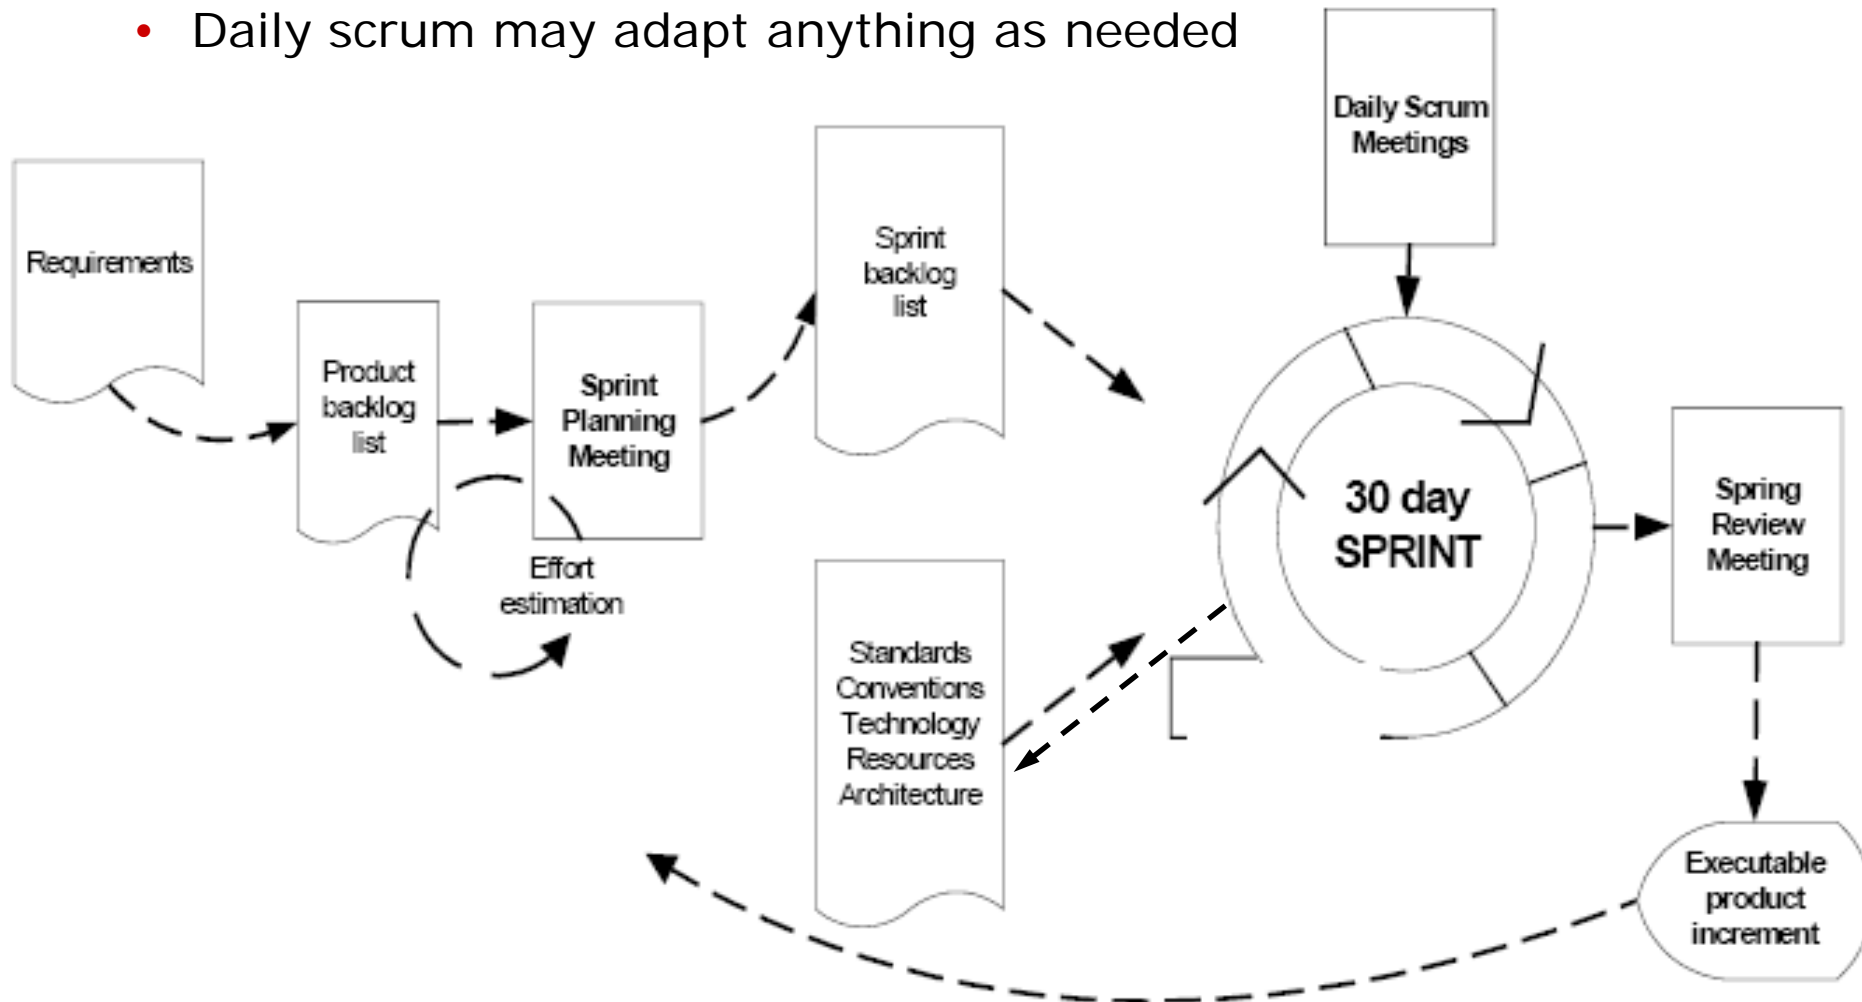 • Daily scrum may adapt anything as needed
Requirements
Product
backlog
list
Sprint
Planning
Meeting
Effort
estimation
Sprint
backlog
list
Standards
Conventions
Technology
Resources
Architecture
Daily Scrum
Meetings
30 day
SPRINT
Spring
Review
Meeting
Executable
product
increment